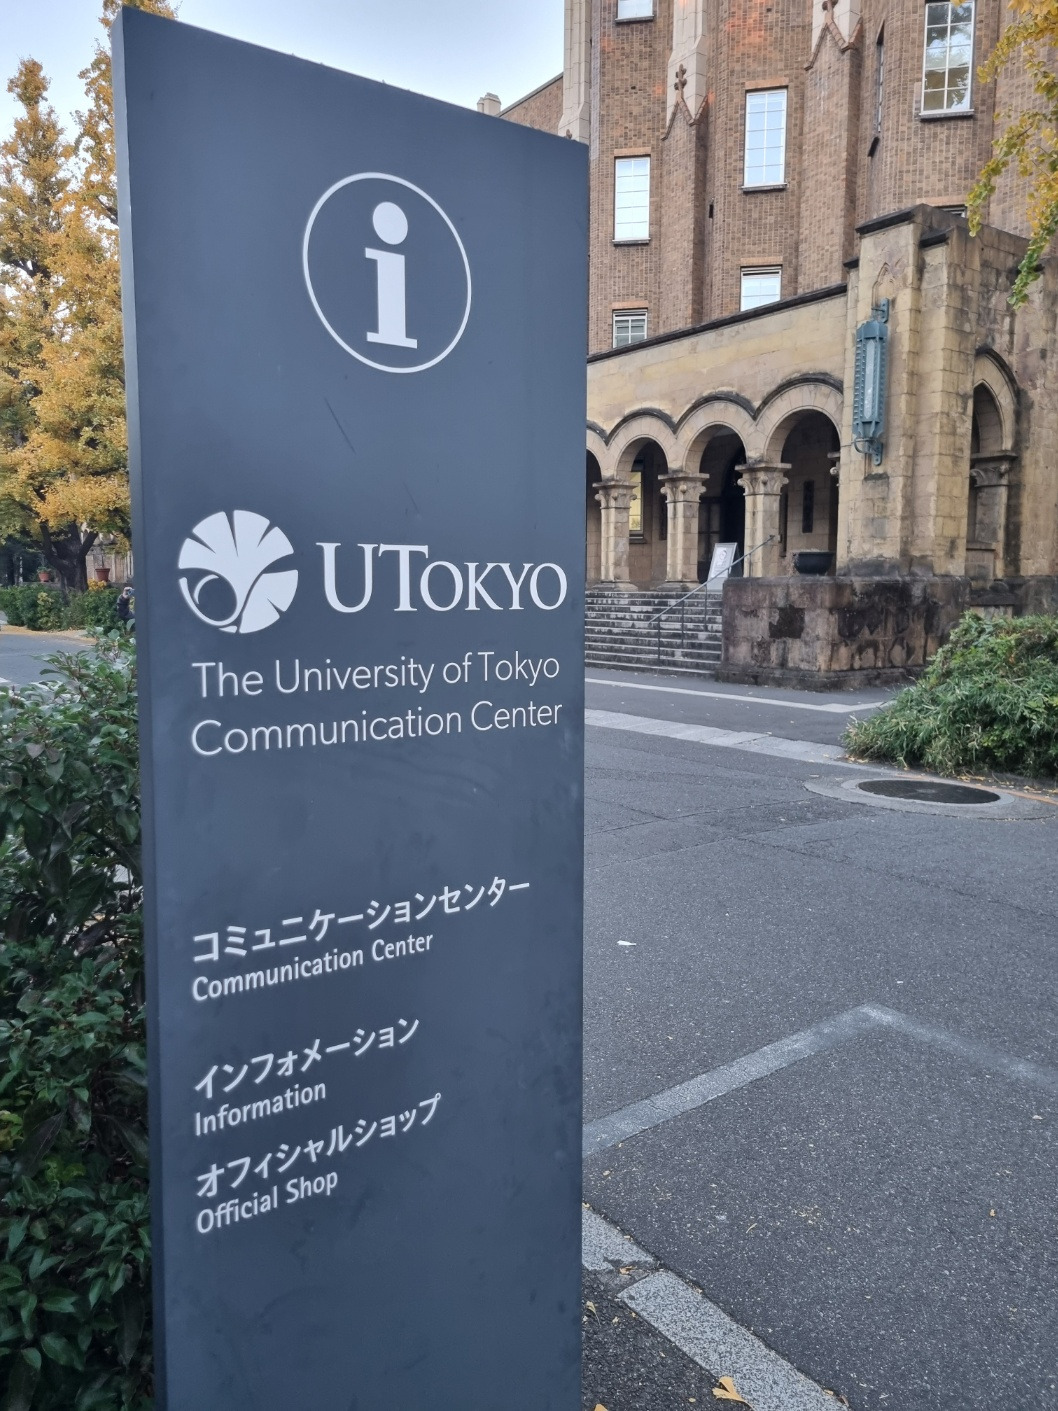 i
UTOKYO
The University of Tokyo
Communication Center
コミュニケーションセンター
Communication Center
インフォメーション
Information
オフィシャルショップ
Official Shop